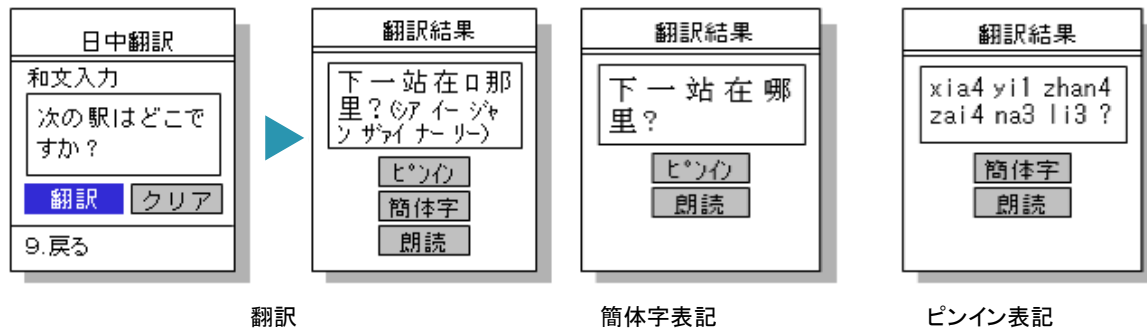 日中翻訳
和文入力
次の駅はどこで
すか？
翻訳 クリア
9.戻る
翻訳結果
下一站在口那
里？(ｼｱ ｲｰ ｼﾞｬ
ﾝ ｻﾞｧｲ ﾅｰ ﾘｰ)
ﾋﾟﾝｲﾝ
簡体字
朗読
翻訳結果
下一站在哪
里？
ﾋﾟﾝｲﾝ
朗読
翻訳結果
xia4 yi1 zhan4
zai4 na3 li3 ?
簡体字
朗読
翻訳
簡体字表記
ピンイン表記